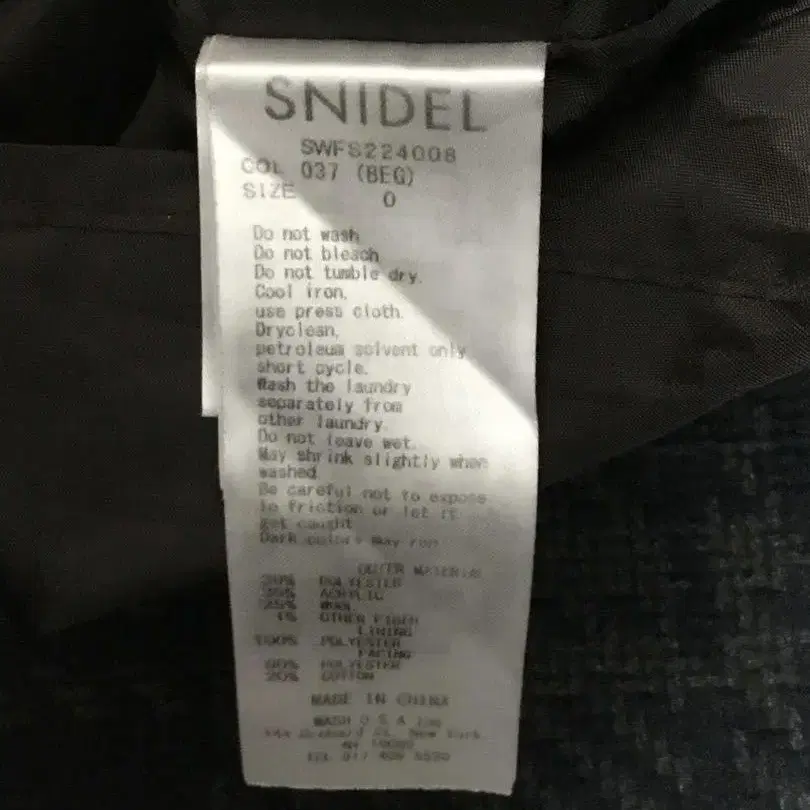 SNIDEL
SWFS224008
COL 037 (BEG)
SIZE 0
Do not wash
Do not bleach
Do not tumble dry.
Cool iron,
use press cloth.
Dryclean,
petroleum solvent only
short cycle.
Wash the laundry
separately from
other laundry.
Do not leave wet.
May shrink slightly when
washed
Be careful not to expose
to friction or let it
get caught
Dark colors may run
OUTER MATERIAL
POLYESTER
ACRYLIC
25% WOOL
1% OTHER FIBER
LINING
100% POLYESTER
FACING
80% POLYESTER
20% COTTON
MADE IN CHINA
MASH U S A
New York